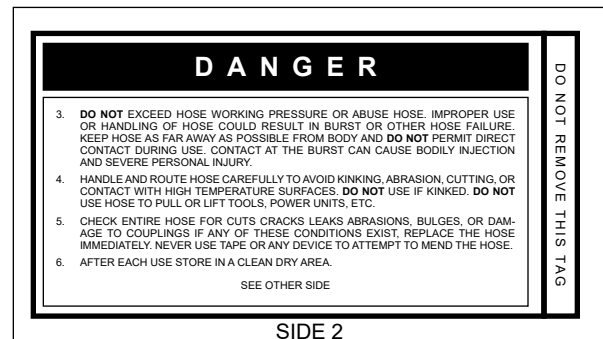 DANGER
3. DO NOT EXCEED HOSE WORKING PRESSURE OR ABUSE HOSE. IMPROPER USE
OR HANDLING OF HOSE COULD RESULT IN BURST OR OTHER HOSE FAILURE.
KEEP HOSE AS FAR AWAY AS POSSIBLE FROM BODY AND DO NOT PERMIT DIRECT
CONTACT DURING USE. CONTACT AT THE BURST CAN CAUSE BODILY INJECTION
AND SEVERE PERSONAL INJURY.
4. HANDLE AND ROUTE HOSE CAREFULLY TO AVOID KINKING, ABRASION, CUTTING, OR
CONTACT WITH HIGH TEMPERATURE SURFACES. DO NOT USE IF KINKED. DO NOT
USE HOSE TO PULL OR LIFT TOOLS, POWER UNITS, ETC.
5. CHECK ENTIRE HOSE FOR CUTS CRACKS LEAKS ABRASIONS, BULGES, OR DAM-
AGE TO COUPLINGS IF ANY OF THESE CONDITIONS EXIST, REPLACE THE HOSE
IMMEDIATELY. NEVER USE TAPE OR ANY DEVICE TO ATTEMPT TO MEND THE HOSE.
6. AFTER EACH USE STORE IN A CLEAN DRY AREA.
SEE OTHER SIDE
DO NOT REMOVE THIS TAG
SIDE 2